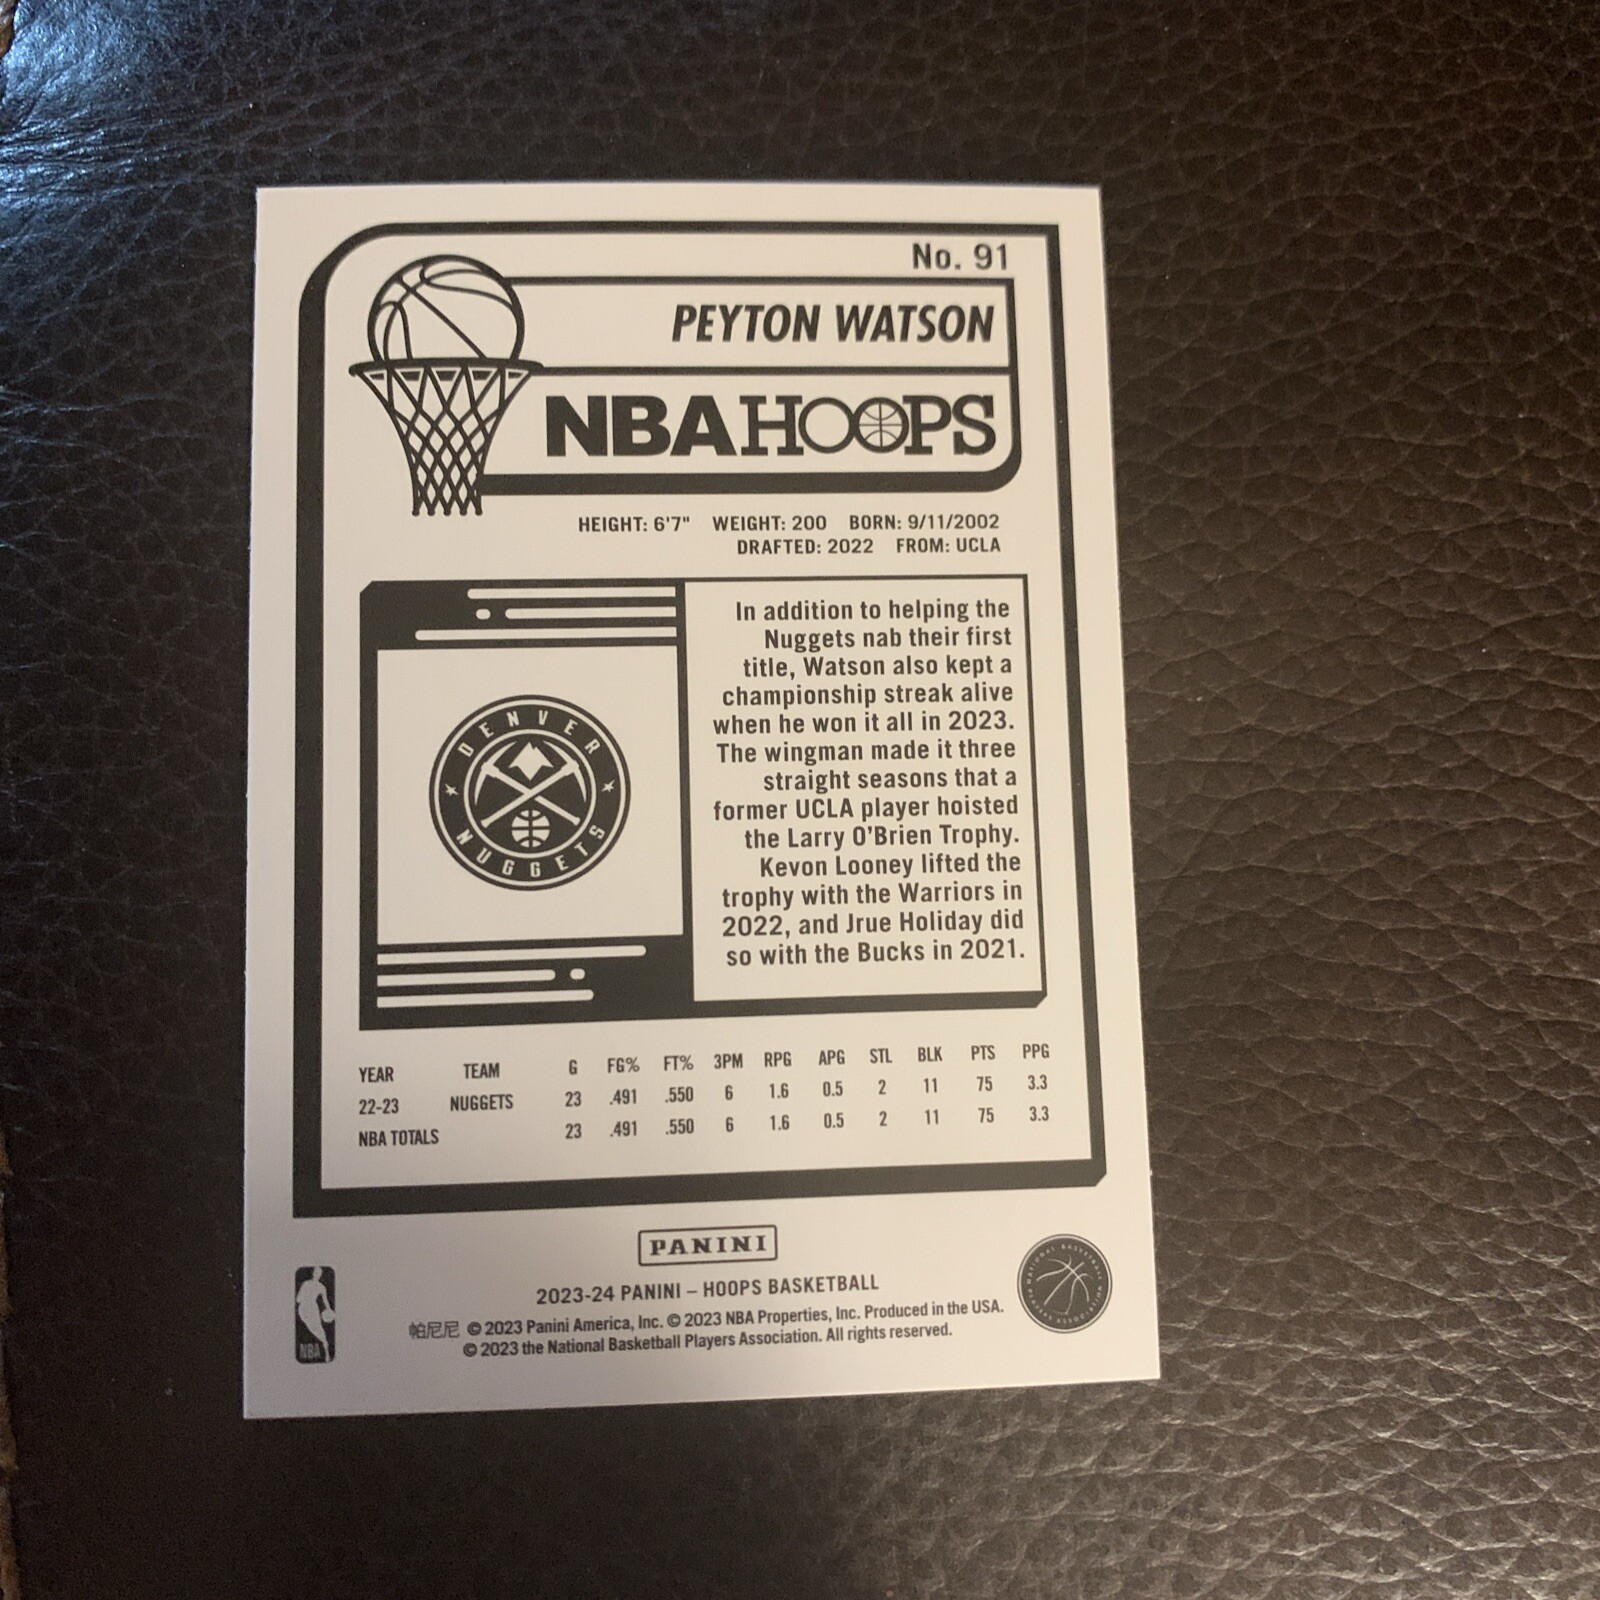 No. 91
PEYTON WATSON
NBAHOOPS
HEIGHT: 6'7" WEIGHT: 200 BORN: 9/11/2002
DRAFTED: 2022 FROM: UCLA
DENVER
NUGGETS
In addition to helping the
Nuggets nab their first
title, Watson also kept a
championship streak alive
when he won it all in 2023.
The wingman made it three
straight seasons that a
former UCLA player hoisted
the Larry O'Brien Trophy.
Kevon Looney lifted the
trophy with the Warriors in
2022, and Jrue Holiday did
so with the Bucks in 2021.
YEAR TEAM G FG% FT% 3PM RPG APG STL BLK PTS PPG
22-23 NUGGETS 23 .491 .550 6 1.6 0.5 2 11 75 3.3
NBA TOTALS 23 .491 .550 6 1.6 0.5 2 11 75 3.3
PANINI
2023-24 PANINI – HOOPS BASKETBALL
帕尼尼 © 2023 Panini America, Inc. © 2023 NBA Properties, Inc. Produced in the USA.
© 2023 the National Basketball Players Association. All rights reserved.
NBA
NATIONAL BASKETBALL
PLAYERS ASSOCIATION